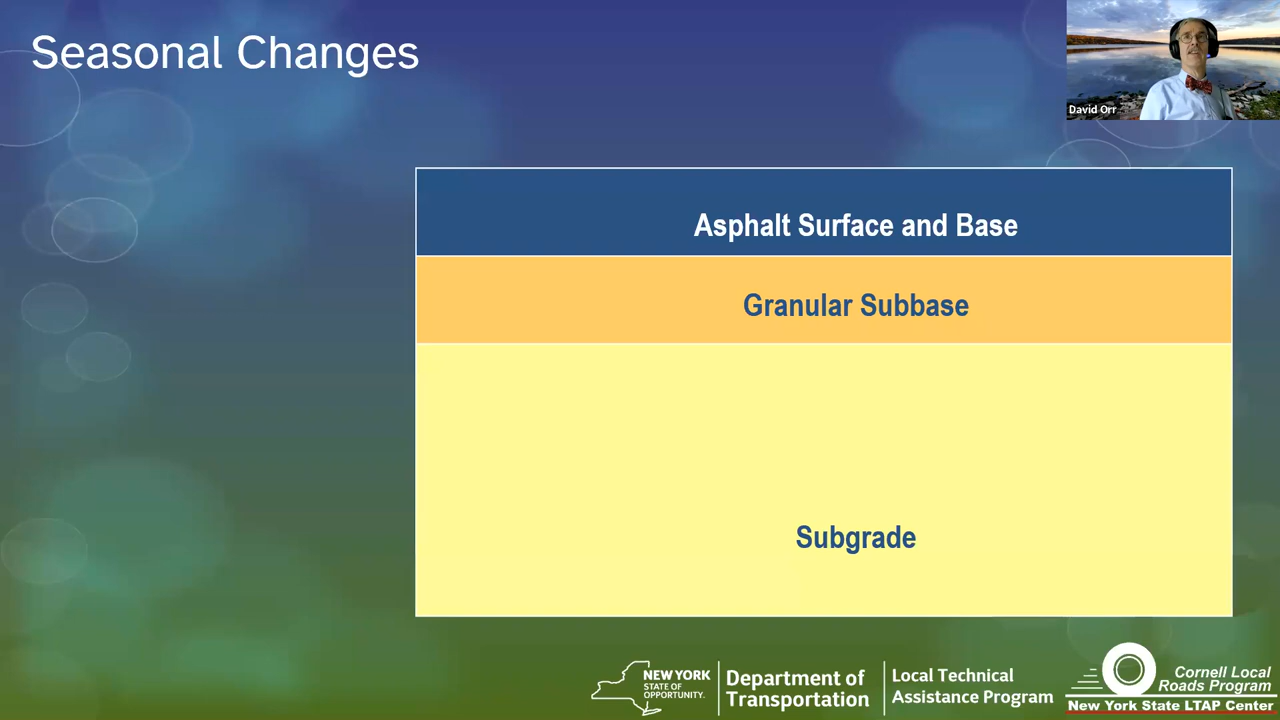 Seasonal Changes
David Orr
Asphalt Surface and Base
Granular Subbase
Subgrade
NEW YORK
STATE OF
OPPORTUNITY.
Department of
Transportation
Local Technical
Assistance Program
Cornell Local
Roads Program
New York State LTAP Center